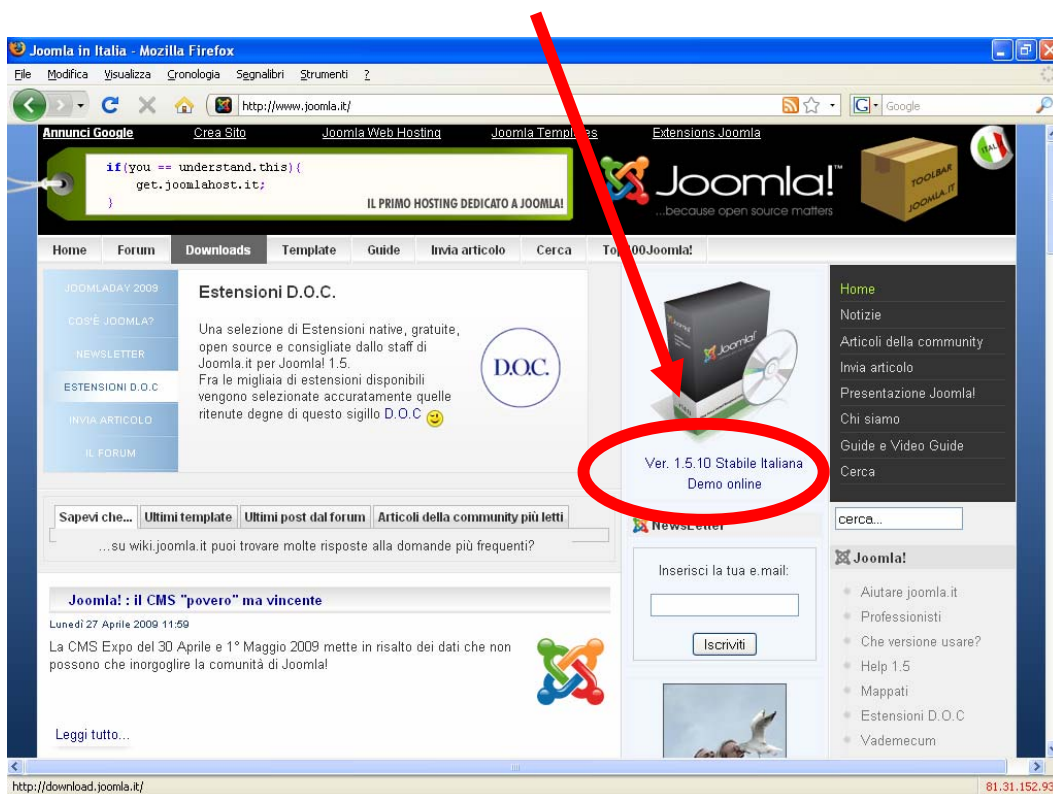 Joomla in Italia - Mozilla Firefox
File Modifica Visualizza Cronologia Segnalibri Strumenti ?
http://www.joomla.it/
Google
Annunci Google Crea Sito Joomla Web Hosting Joomla Templates Extensions Joomla
if(you == understand.this){
get.joomlahost.it;
}
IL PRIMO HOSTING DEDICATO A JOOMLA!
Joomla!™
...because open source matters
TOOLBAR
JOOMLA.IT
ITALY
Home Forum Downloads Template Guide Invia articolo Cerca Top100Joomla!
JOOMLADAY 2009
COS'È JOOMLA?
NEWSLETTER
ESTENSIONI D.O.C
INVIA ARTICOLO
IL FORUM
Estensioni D.O.C.
Una selezione di Estensioni native, gratuite,
open source e consigliate dallo staff di
Joomla.it per Joomla! 1.5.
Fra le migliaia di estensioni disponibili
vengono selezionate accuratamente quelle
ritenute degne di questo sigillo D.O.C
D.O.C.
Joomla!
Ver. 1.5.10 Stabile Italiana
Demo online
Home
Notizie
Articoli della community
Invia articolo
Presentazione Joomla!
Chi siamo
Guide e Video Guide
Cerca
cerca...
Sapevi che... Ultimi template Ultimi post dal forum Articoli della community più letti
...su wiki.joomla.it puoi trovare molte risposte alla domande più frequenti?
NewsLetter
Inserisci la tua e.mail:
Iscriviti
Joomla! : il CMS "povero" ma vincente
Lunedì 27 Aprile 2009 11:59
La CMS Expo del 30 Aprile e 1° Maggio 2009 mette in risalto dei dati che non
possono che inorgoglire la comunità di Joomla!
Leggi tutto...
Joomla!
Aiutare joomla.it
Professionisti
Che versione usare?
Help 1.5
Mappati
Estensioni D.O.C
Vademecum
http://download.joomla.it/
81.31.152.93